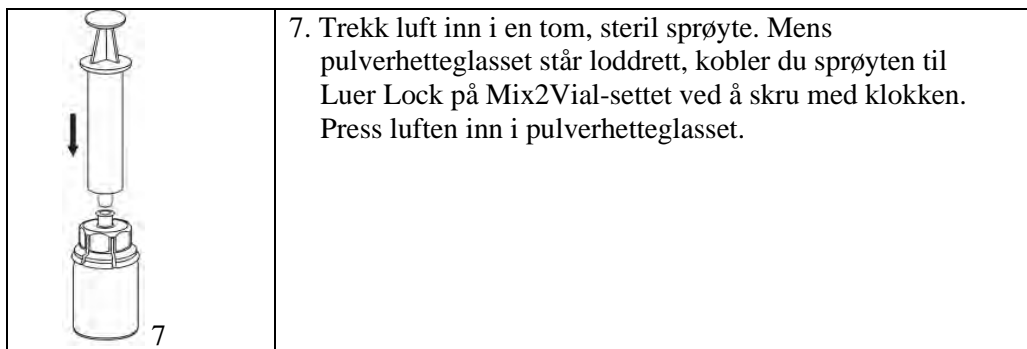 7. Trekk luft inn i en tom, steril sprøyte. Mens
pulverhetteglasset står loddrett, kobler du sprøyten til
Luer Lock på Mix2Vial-settet ved å skru med klokken.
Press luften inn i pulverhetteglasset.
7